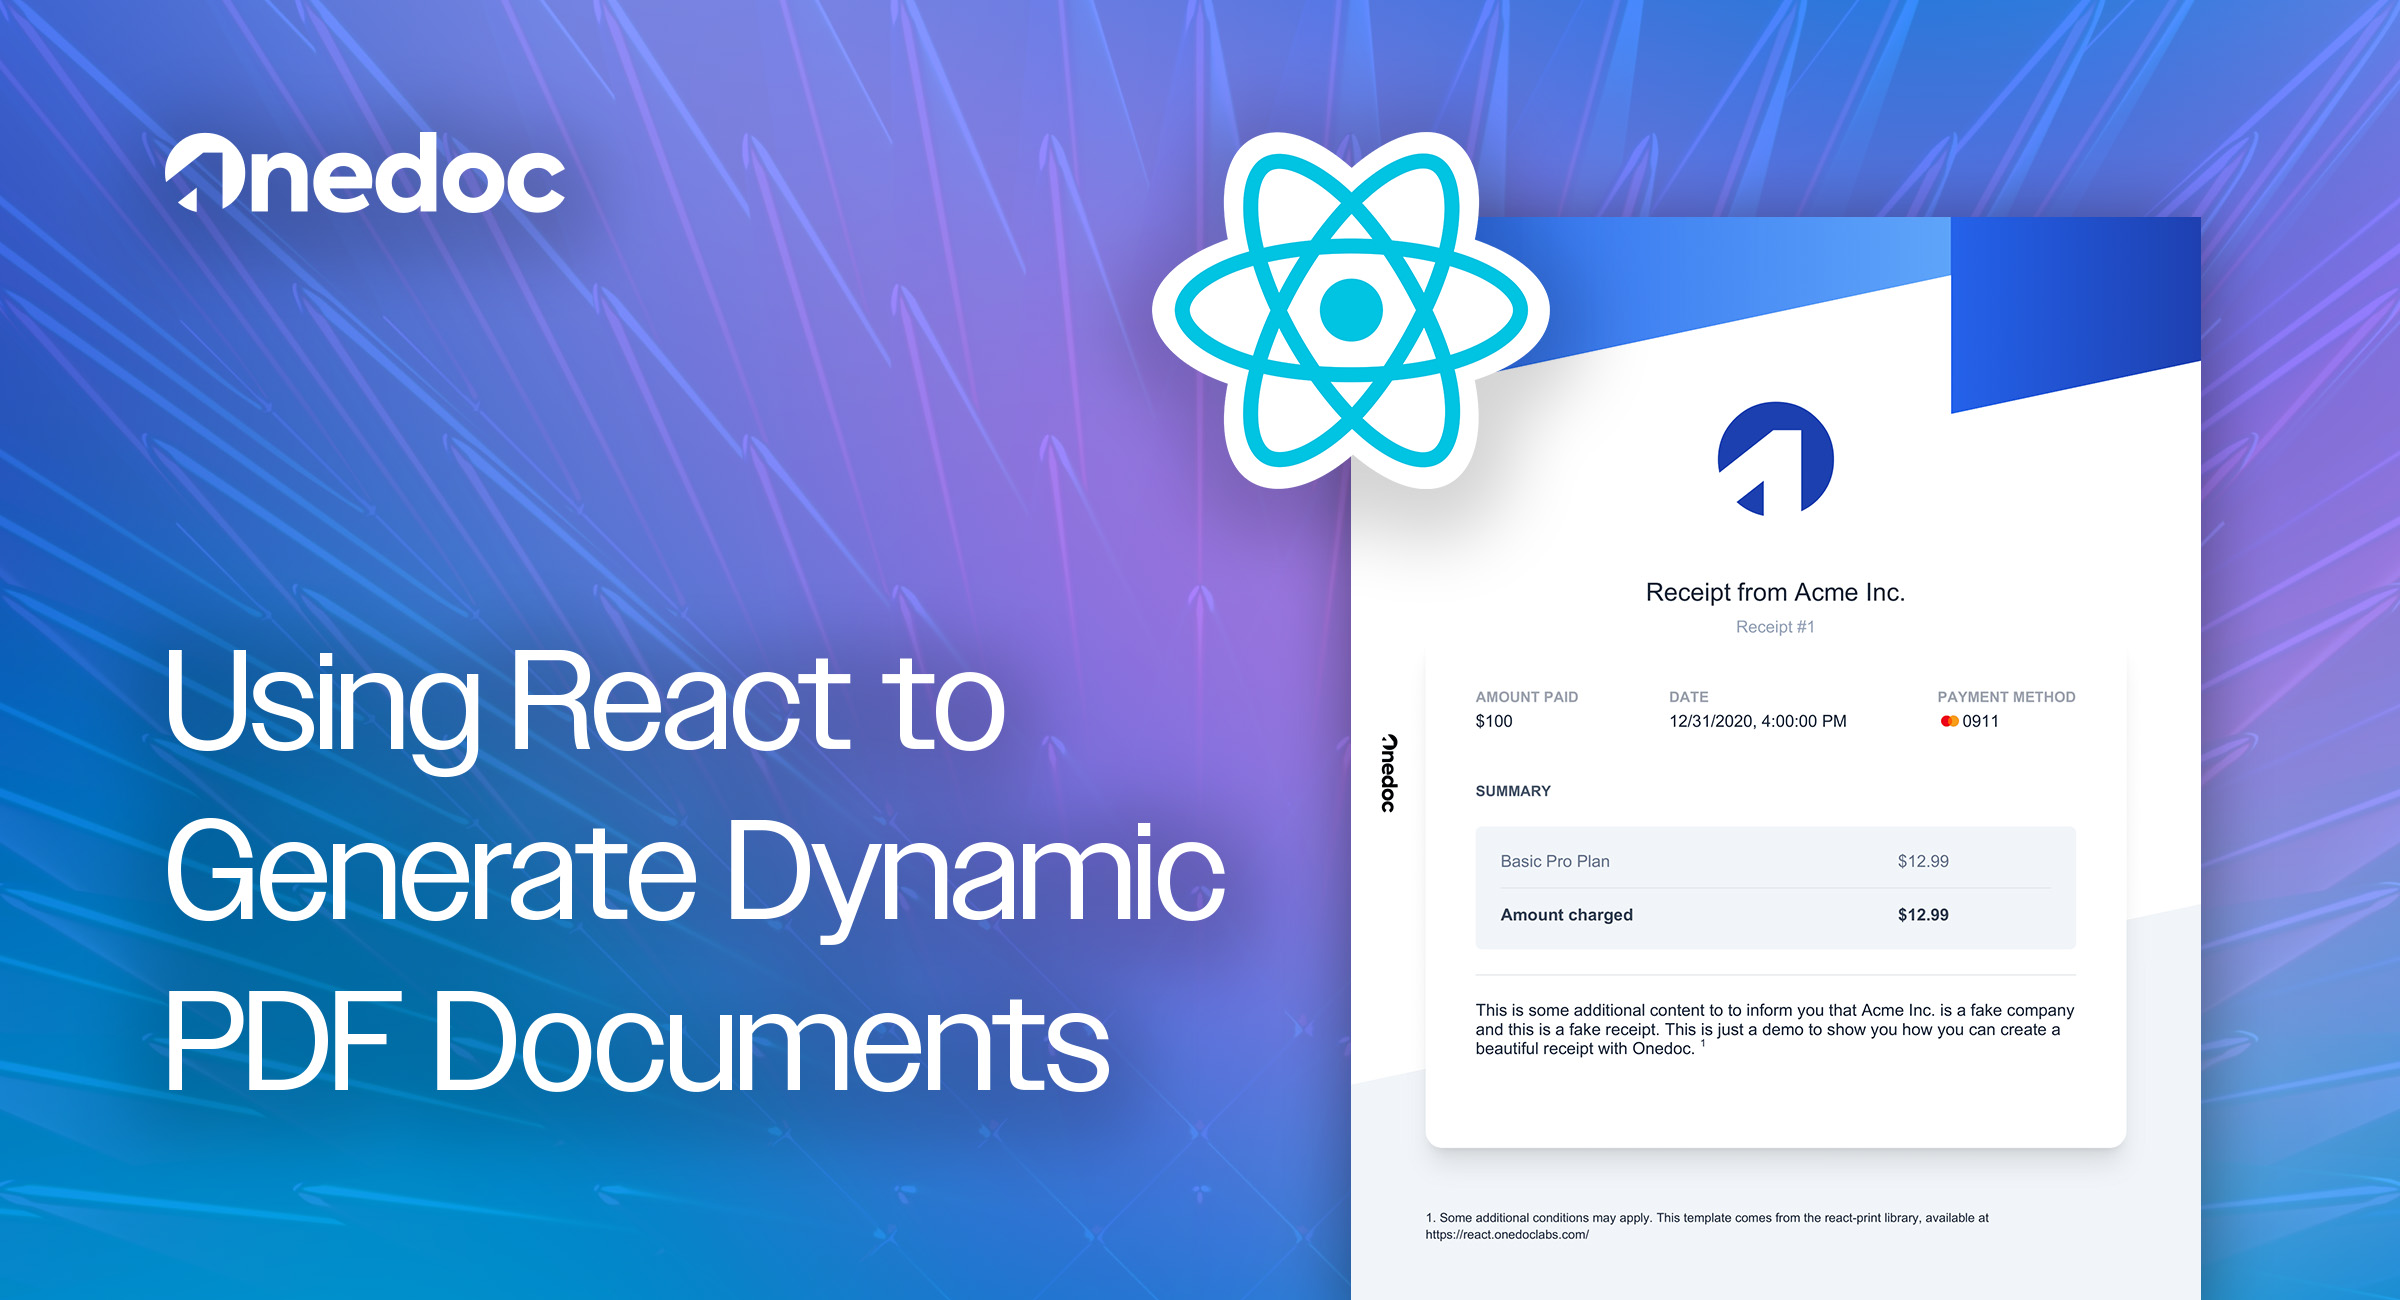 Onedoc
Using React to
Generate Dynamic
PDF Documents
Receipt from Acme Inc.
Receipt #1
AMOUNT PAID
$100
DATE
12/31/2020, 4:00:00 PM
PAYMENT METHOD
0911
Onedoc
SUMMARY
Basic Pro Plan $12.99
Amount charged $12.99
This is some additional content to to inform you that Acme Inc. is a fake company
and this is a fake receipt. This is just a demo to show you how you can create a
beautiful receipt with Onedoc. 1
1. Some additional conditions may apply. This template comes from the react-print library, available at
https://react.onedoclabs.com/